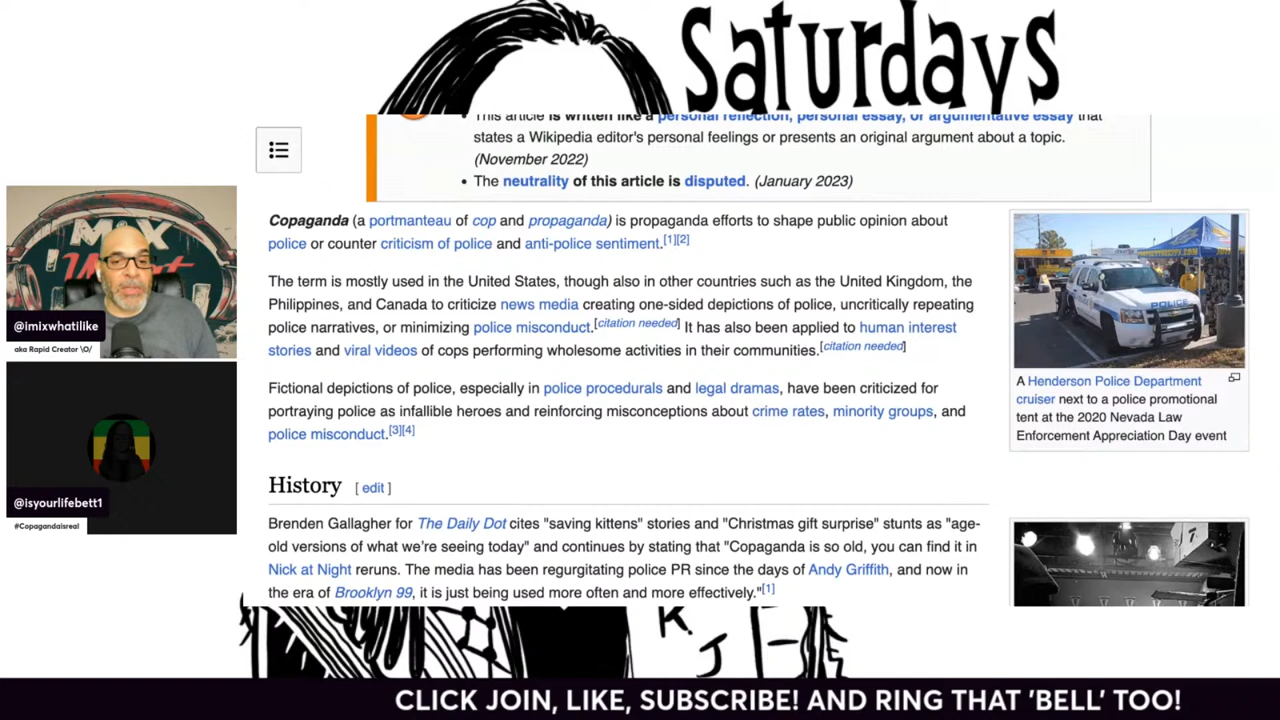 Saturdays
This article is written like a personal reflection, personal essay, or argumentative essay that
states a Wikipedia editor's personal feelings or presents an original argument about a topic.
(November 2022)
• The neutrality of this article is disputed. (January 2023)
Copaganda (a portmanteau of cop and propaganda) is propaganda efforts to shape public opinion about
police or counter criticism of police and anti-police sentiment.[1][2]
The term is mostly used in the United States, though also in other countries such as the United Kingdom, the
Philippines, and Canada to criticize news media creating one-sided depictions of police, uncritically repeating
police narratives, or minimizing police misconduct.[citation needed] It has also been applied to human interest
stories and viral videos of cops performing wholesome activities in their communities.[citation needed]
Fictional depictions of police, especially in police procedurals and legal dramas, have been criticized for
portraying police as infallible heroes and reinforcing misconceptions about crime rates, minority groups, and
police misconduct.[3][4]
History [ edit ]
Brenden Gallagher for The Daily Dot cites "saving kittens" stories and "Christmas gift surprise" stunts as "age-
old versions of what we're seeing today" and continues by stating that "Copaganda is so old, you can find it in
Nick at Night reruns. The media has been regurgitating police PR since the days of Andy Griffith, and now in
the era of Brooklyn 99, it is just being used more often and more effectively."[1]
POLICE
A Henderson Police Department
cruiser next to a police promotional
tent at the 2020 Nevada Law
Enforcement Appreciation Day event
@imixwhatilike
aka Rapid Creator \O/
@isyourlifebett1
#Copagandaisreal
K.
J
CLICK JOIN, LIKE, SUBSCRIBE! AND RING THAT 'BELL' TOO!